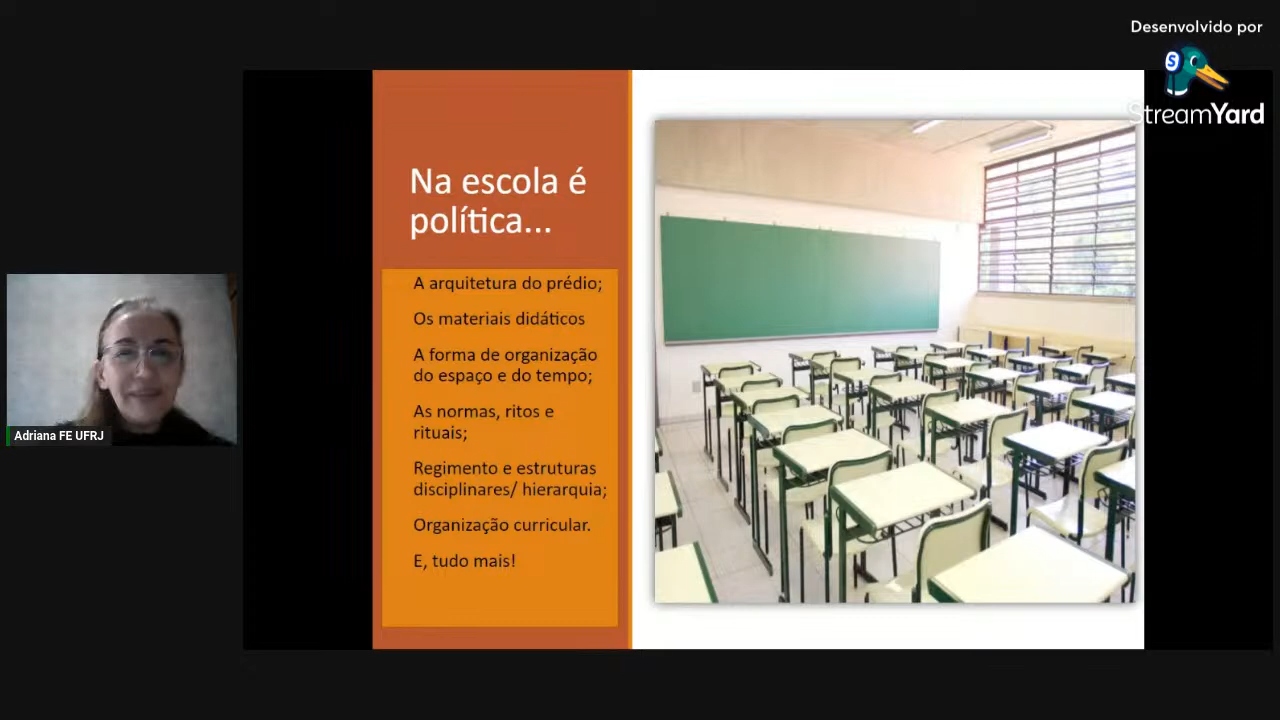 Desenvolvido por
StreamYard
Na escola é
política...
A arquitetura do prédio;
Os materiais didáticos
A forma de organização
do espaço e do tempo;
As normas, ritos e
rituais;
Regimento e estruturas
disciplinares/ hierarquia;
Organização curricular.
E, tudo mais!
Adriana FE UFRJ